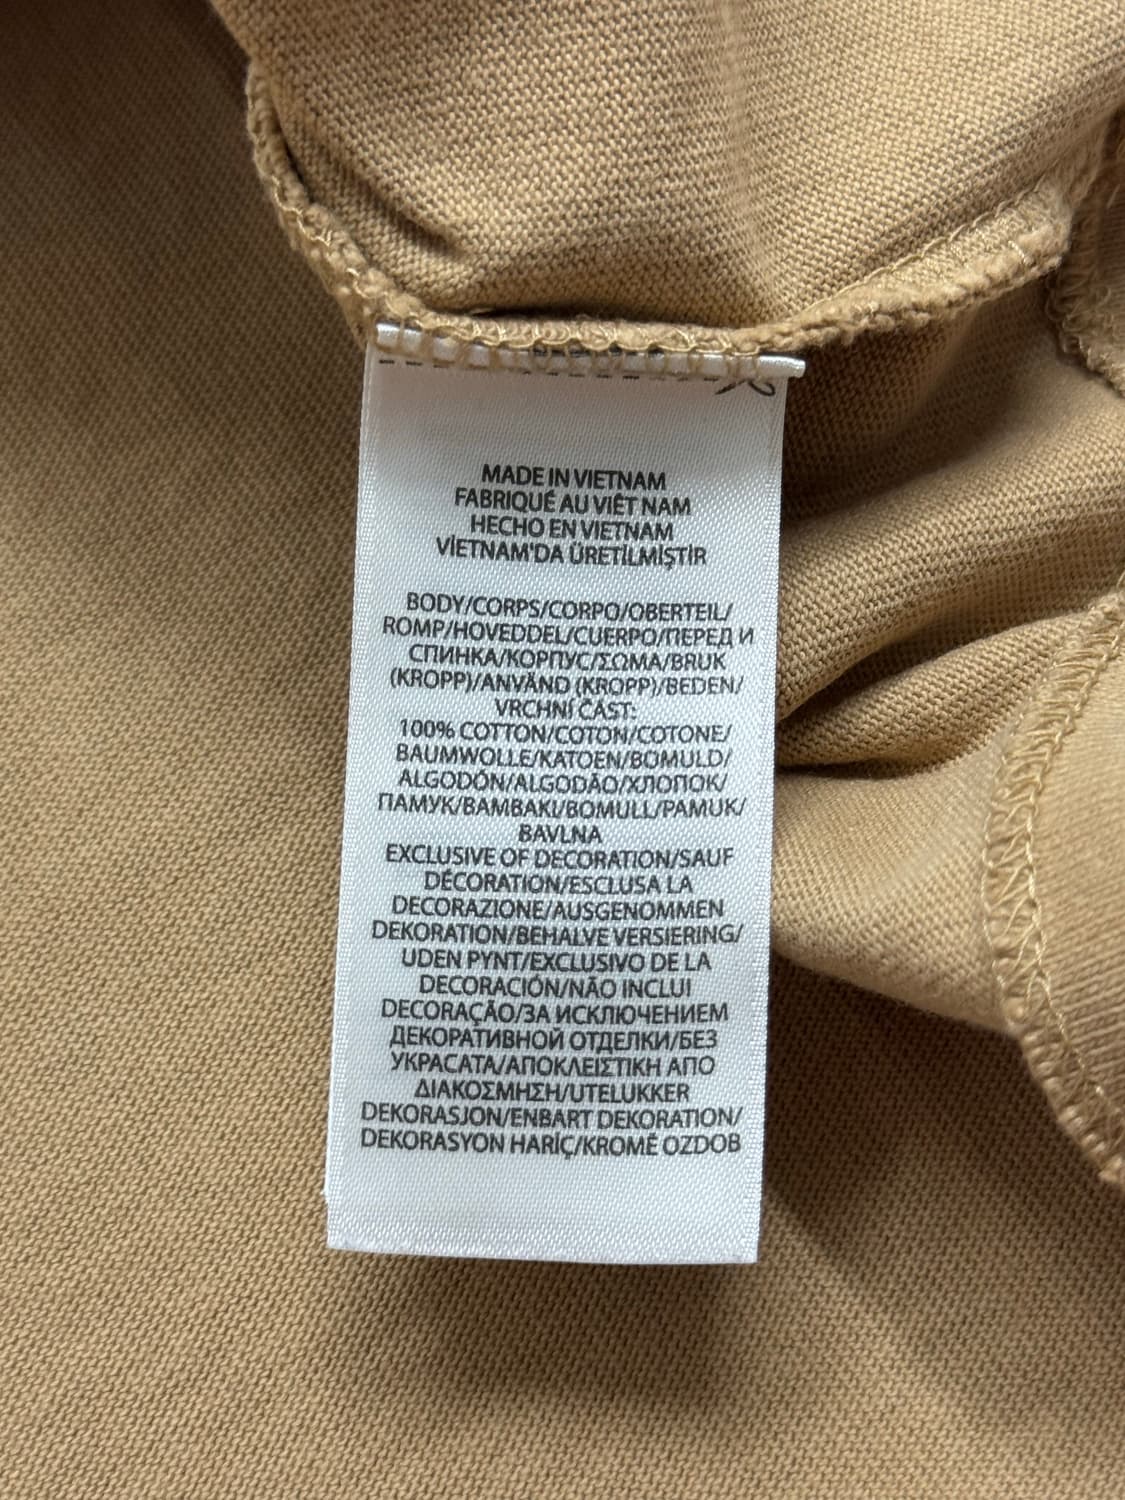 MADE IN VIETNAM
FABRIQUÉ AU VIÊT NAM
HECHO EN VIETNAM
VİETNAM'DA ÜRETİLMİŞTİR
BODY/CORPS/CORPO/OBERTEIL/
ROMP/HOVEDDEL/CUERPO/ПЕРЕД И
СПИНКА/КОРПУС/ΣΩΜΑ/BRUK
(KROPP)/ANVÄND (KROPP)/BEDEN/
VRCHNÍ ČÁST:
100% COTTON/COTON/COTONE/
BAUMWOLLE/KATOEN/BOMULD/
ALGODÓN/ALGODÃO/ХЛОПОК/
ПАМУК/ΒΑΜΒΑΚΙ/BOMULL/PAMUK/
BAVLNA
EXCLUSIVE OF DECORATION/SAUF
DÉCORATION/ESCLUSA LA
DECORAZIONE/AUSGENOMMEN
DEKORATION/BEHALVE VERSIERING/
UDEN PYNT/EXCLUSIVO DE LA
DECORACIÓN/NÃO INCLUI
DECORAÇÃO/ЗА ИСКЛЮЧЕНИЕМ
ДЕКОРАТИВНОЙ ОТДЕЛКИ/БЕЗ
УКРАСАТА/ΑΠΟΚΛΕΙΣΤΙΚΗ ΑΠΟ
ΔΙΑΚΟΣΜΗΣΗ/UTELUKKER
DEKORASJON/ENBART DEKORATION/
DEKORASYON HARİÇ/KROMĚ OZDOB